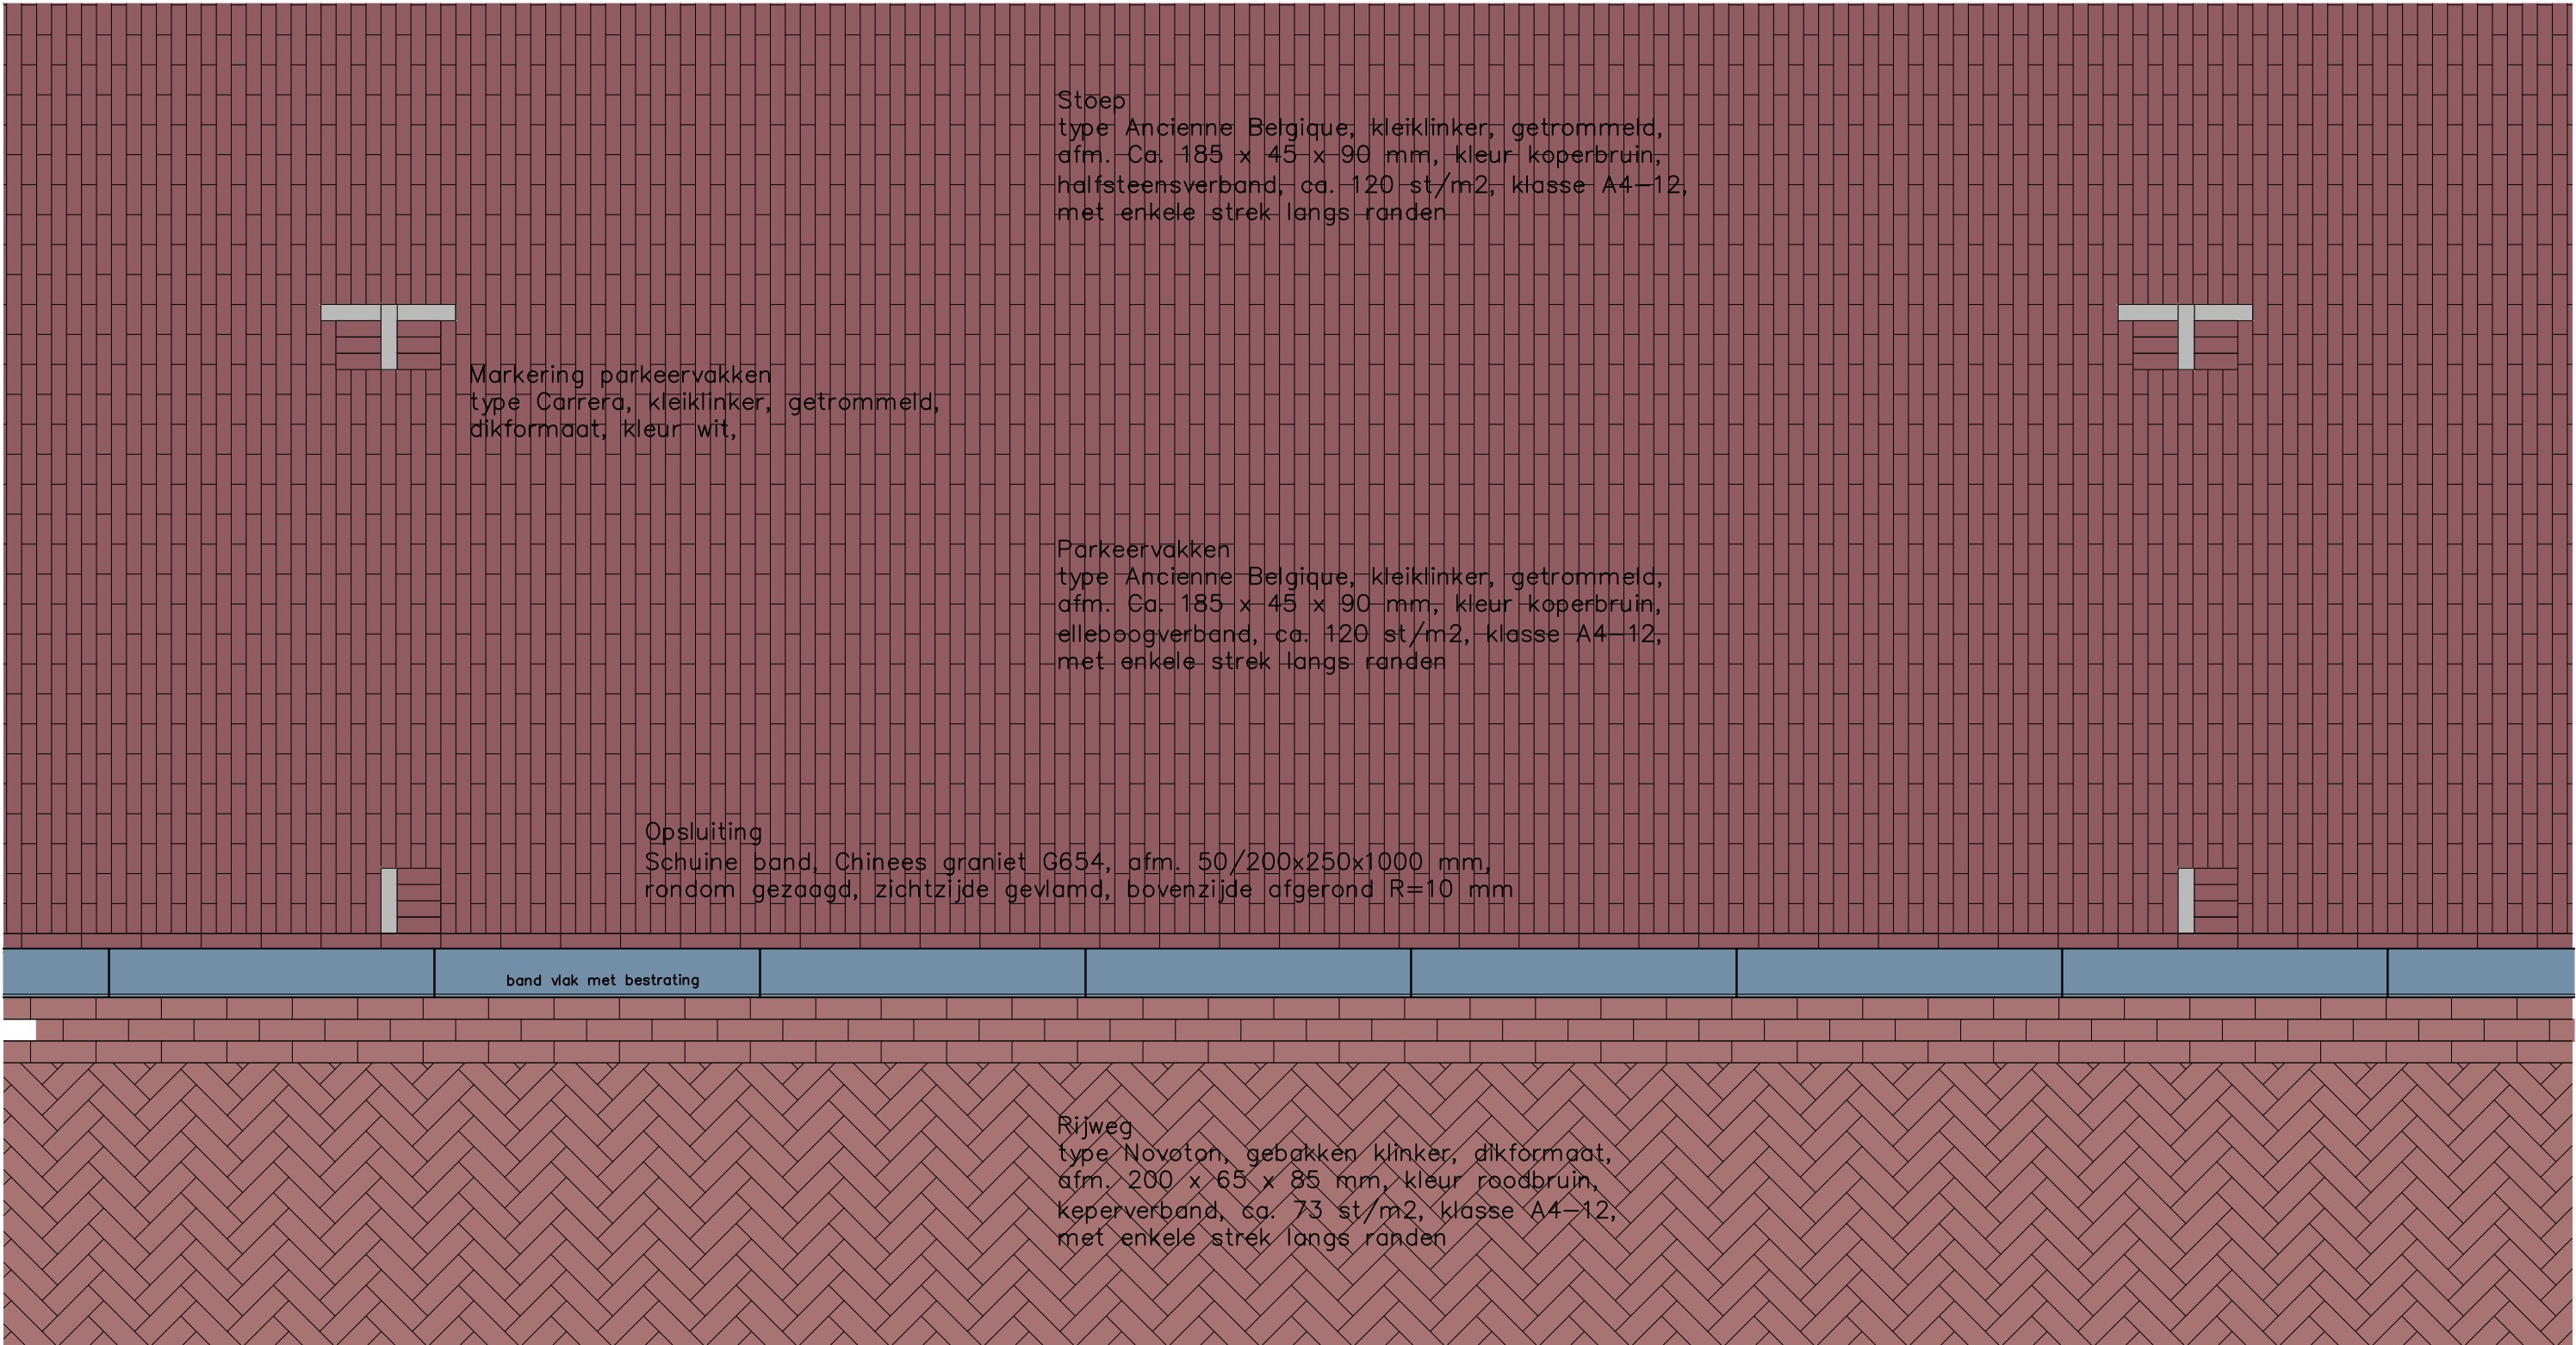 Stoep
type Ancienne Belgique, kleiklinker, getrommeld,
afm. Ca. 185 x 45 x 90 mm, kleur koperbruin,
halfsteensverband, ca. 120 st/m2, klasse A4-12,
met enkele strek langs randen
Markering parkeervakken
type Carrera, kleiklinker, getrommeld,
dikformaat, kleur wit,
Parkeervakken
type Ancienne Belgique, kleiklinker, getrommeld,
afm. Ca. 185 x 45 x 90 mm, kleur koperbruin,
elleboogverband, ca. 120 st/m2, klasse A4-12,
met enkele strek langs randen
Opsluiting
Schuine band, Chinees graniet G654, afm. 50/200x250x1000 mm,
rondom gezaagd, zichtzijde gevlamd, bovenzijde afgerond R=10 mm
band vlak met bestrating
Rijweg
type Novoton, gebakken klinker, dikformaat,
afm. 200 x 65 x 85 mm, kleur roodbruin,
keperverband, ca. 73 st/m2, klasse A4-12,
met enkele strek langs randen